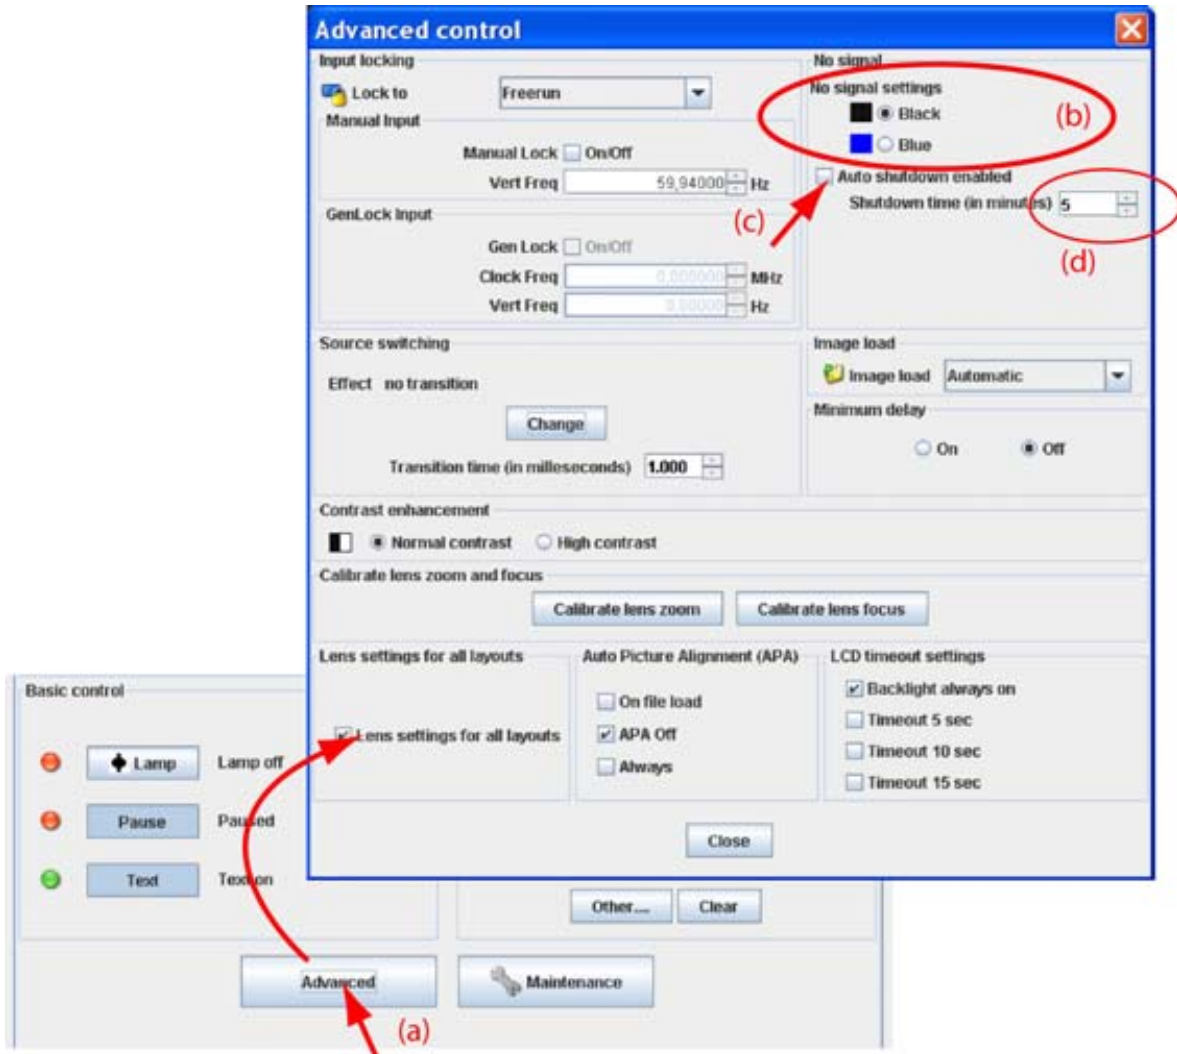 Advanced control
Input locking
Lock to Freerun
Manual Input
Manual Lock On/Off
Vert Freq 59,94000 Hz
GenLock Input
Gen Lock On/Off
Clock Freq 0,000000 MHz
Vert Freq 0,00000 Hz
No signal
No signal settings
Black
(b)
Blue
Auto shutdown enabled
Shutdown time (in minutes) 5
(c)
(d)
Source switching
Effect no transition
Change
Transition time (in milleseconds) 1.000
Image load
Image load Automatic
Minimum delay
On Off
Contrast enhancement
Normal contrast High contrast
Calibrate lens zoom and focus
Calibrate lens zoom Calibrate lens focus
Lens settings for all layouts
Lens settings for all layouts
Auto Picture Alignment (APA)
On file load
APA Off
Always
LCD timeout settings
Backlight always on
Timeout 5 sec
Timeout 10 sec
Timeout 15 sec
Close
Basic control
Lamp Lamp off
Pause Paused
Text Text on
Other.... Clear
Advanced Maintenance
(a)